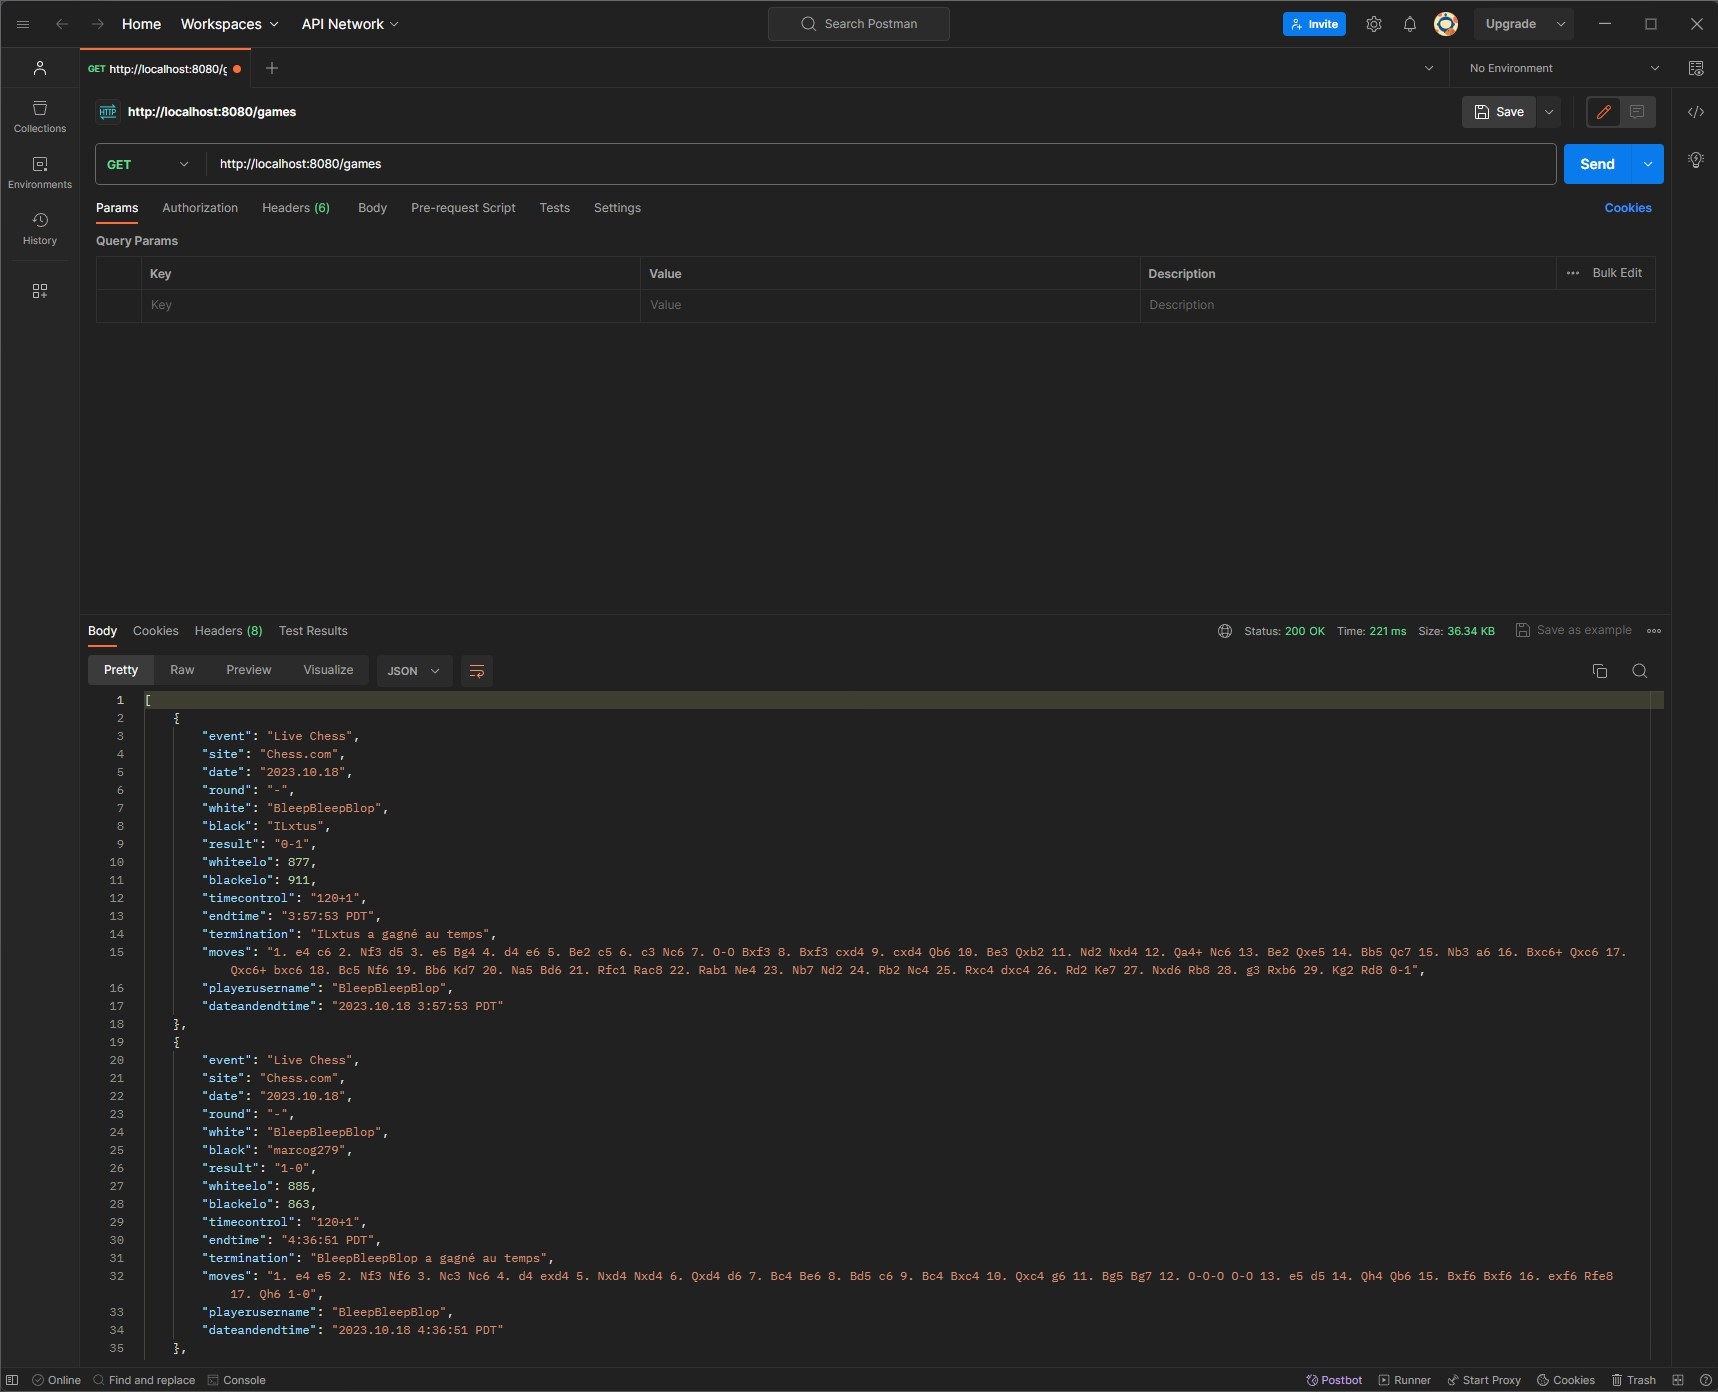 Home Workspaces API Network Search Postman Invite Upgrade
GET http://localhost:8080/g No Environment
HTTP http://localhost:8080/games Save
Collections
GET http://localhost:8080/games Send
Environments
Params Authorization Headers (6) Body Pre-request Script Tests Settings Cookies
History
Query Params
Key Value Description Bulk Edit
Key Value Description
Body Cookies Headers (8) Test Results Status: 200 OK Time: 221 ms Size: 36.34 KB Save as example
Pretty Raw Preview Visualize JSON
1 [
2 {
3 "event": "Live Chess",
4 "site": "Chess.com",
5 "date": "2023.10.18",
6 "round": "-",
7 "white": "BleepBleepBlop",
8 "black": "ILxtus",
9 "result": "0-1",
10 "whiteelo": 877,
11 "blackelo": 911,
12 "timecontrol": "120+1",
13 "endtime": "3:57:53 PDT",
14 "termination": "ILxtus a gagné au temps",
15 "moves": "1. e4 c6 2. Nf3 d5 3. e5 Bg4 4. d4 e6 5. Be2 c5 6. c3 Nc6 7. O-O Bxf3 8. Bxf3 cxd4 9. cxd4 Qb6 10. Be3 Qxb2 11. Nd2 Nxd4 12. Qa4+ Nc6 13. Be2 Qxe5 14. Bb5 Qc7 15. Nb3 a6 16. Bxc6+ Qxc6 17.
Qxc6+ bxc6 18. Bc5 Nf6 19. Bb6 Kd7 20. Na5 Bd6 21. Rfc1 Rac8 22. Rab1 Ne4 23. Nb7 Nd2 24. Rb2 Nc4 25. Rxc4 dxc4 26. Rd2 Ke7 27. Nxd6 Rb8 28. g3 Rxb6 29. Kg2 Rd8 0-1",
16 "playerusername": "BleepBleepBlop",
17 "dateandendtime": "2023.10.18 3:57:53 PDT"
18 },
19 {
20 "event": "Live Chess",
21 "site": "Chess.com",
22 "date": "2023.10.18",
23 "round": "-",
24 "white": "BleepBleepBlop",
25 "black": "marcog279",
26 "result": "1-0",
27 "whiteelo": 885,
28 "blackelo": 863,
29 "timecontrol": "120+1",
30 "endtime": "4:36:51 PDT",
31 "termination": "BleepBleepBlop a gagné au temps",
32 "moves": "1. e4 e5 2. Nf3 Nf6 3. Nc3 Nc6 4. d4 exd4 5. Nxd4 Nxd4 6. Qxd4 d6 7. Bc4 Be6 8. Bd5 c6 9. Bc4 Bxc4 10. Qxc4 g6 11. Bg5 Bg7 12. O-O-O O-O 13. e5 d5 14. Qh4 Qb6 15. Bxf6 Bxf6 16. exf6 Rfe8
17. Qh6 1-0",
33 "playerusername": "BleepBleepBlop",
34 "dateandendtime": "2023.10.18 4:36:51 PDT"
35 },
Online Find and replace Console Postbot Runner Start Proxy Cookies Trash